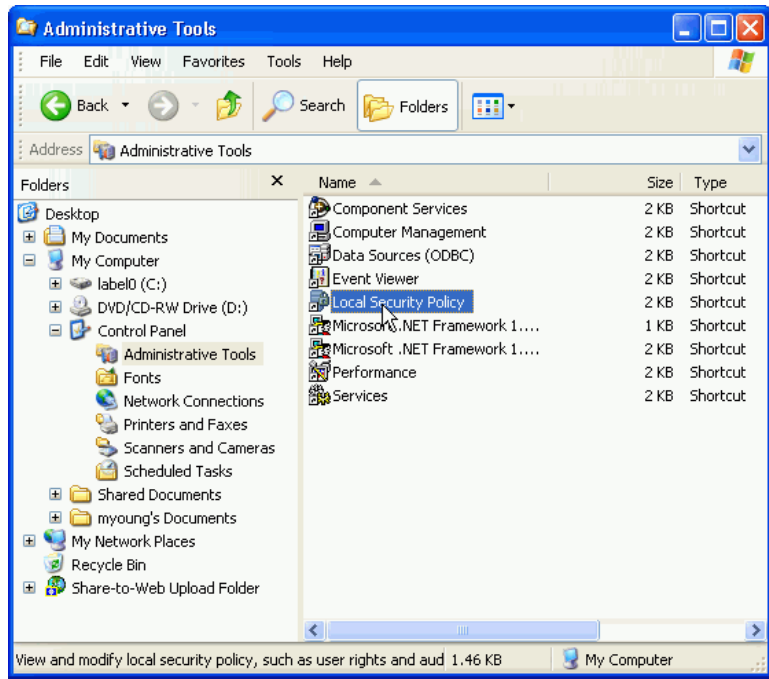 Administrative Tools
File Edit View Favorites Tools Help
Back Search Folders
Address Administrative Tools
Folders X Name Size Type
Desktop
My Documents
My Computer
label0 (C:)
DVD/CD-RW Drive (D:)
Control Panel
Administrative Tools
Fonts
Network Connections
Printers and Faxes
Scanners and Cameras
Scheduled Tasks
Shared Documents
myoung's Documents
My Network Places
Recycle Bin
Share-to-Web Upload Folder
Component Services 2 KB Shortcut
Computer Management 2 KB Shortcut
Data Sources (ODBC) 2 KB Shortcut
Event Viewer 2 KB Shortcut
Local Security Policy 2 KB Shortcut
Microsoft .NET Framework 1.... 1 KB Shortcut
Microsoft .NET Framework 1.... 2 KB Shortcut
Performance 2 KB Shortcut
Services 2 KB Shortcut
View and modify local security policy, such as user rights and aud 1.46 KB My Computer